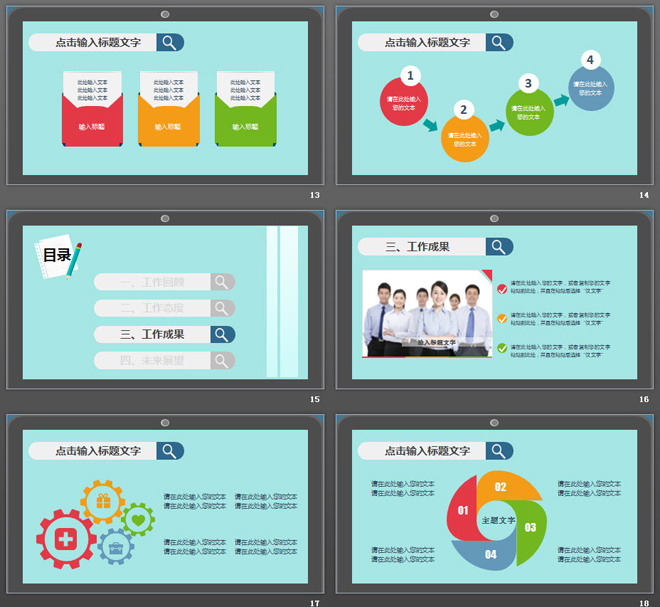 点击输入标题文字
此处输入文本
此处输入文本
此处输入文本
输入标题
此处输入文本
此处输入文本
此处输入文本
输入标题
此处输入文本
此处输入文本
此处输入文本
输入标题
13
点击输入标题文字
1
请在此处输入
您的文本
2
请在此处输入
您的文本
3
请在此处输入
您的文本
4
请在此处输入
您的文本
14
目录
一、工作回顾
二、工作态度
三、工作成果
四、未来展望
15
三、工作成果
输入标题文字
请在此处输入您的文字，或者复制您的文字
粘贴到此处，并且在粘贴后选择“仅文字”
请在此处输入您的文字，或者复制您的文字
粘贴到此处，并且在粘贴后选择“仅文字”
请在此处输入您的文字，或者复制您的文字
粘贴到此处，并且在粘贴后选择“仅文字”
16
点击输入标题文字
请在此处输入您的文本 请在此处输入您的文本
请在此处输入您的文本 请在此处输入您的文本
请在此处输入您的文本 请在此处输入您的文本
请在此处输入您的文本 请在此处输入您的文本
17
点击输入标题文字
请在此处输入您的文本
请在此处输入您的文本
请在此处输入您的文本
请在此处输入您的文本
01
02
03
04
主题文字
请在此处输入您的文本
请在此处输入您的文本
请在此处输入您的文本
请在此处输入您的文本
18